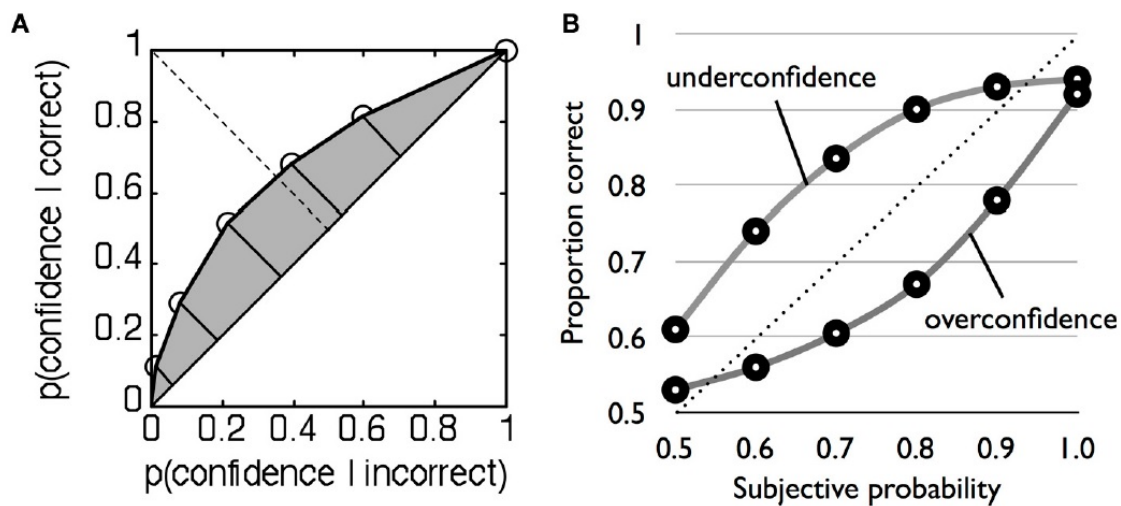 A
p(confidence | correct)
1
0.8
0.6
0.4
0.2
0
0 0.2 0.4 0.6 0.8 1
p(confidence | incorrect)
B
Proportion correct
1
0.9
0.8
0.7
0.6
0.5
underconfidence
overconfidence
0.5 0.6 0.7 0.8 0.9 1.0
Subjective probability